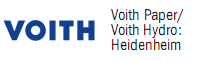 VOITH
Voith Paper/
Voith Hydro:
Heidenheim